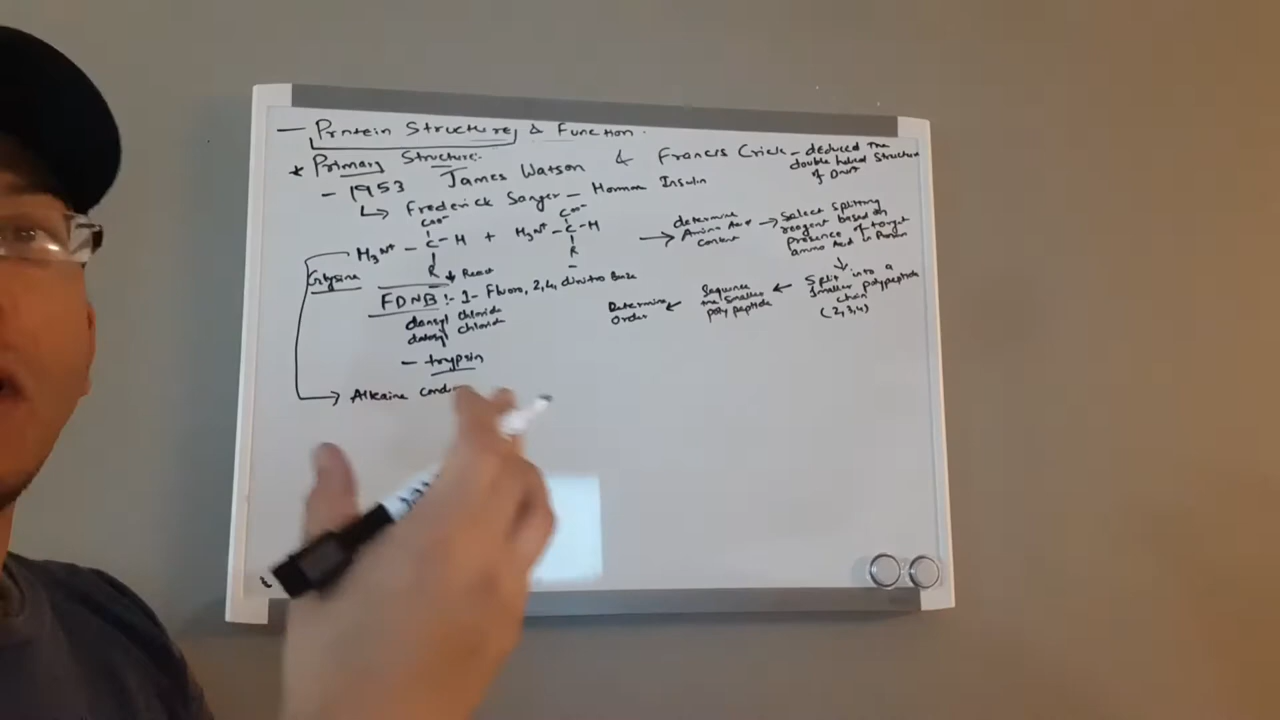 — Protein Structure & Function.
* Primary Structure:
- 1953 James Watson & Francis Crick - deduced the
double helical structure
of DNA
↳ Frederick Sanger - Hormone Insulin
COO⁻ COO⁻
H₃N⁺ - C - H + H₃N⁺ - C - H
R R
Glycine ↓ React
FDNB :- 1- Fluoro, 2,4, dinitro Benze
dansyl chloride
dabsyl chloride
- trypsin
→ Alkaine cond
→ determine
Amino Acid
content
→ Select Splitting
reagent based on
presence of target
amino Acid in Protein
↓
Split into a
smaller polypeptide
chain
(2,3,4)
← Sequence
the Smaller
poly peptide
← Determine
Order